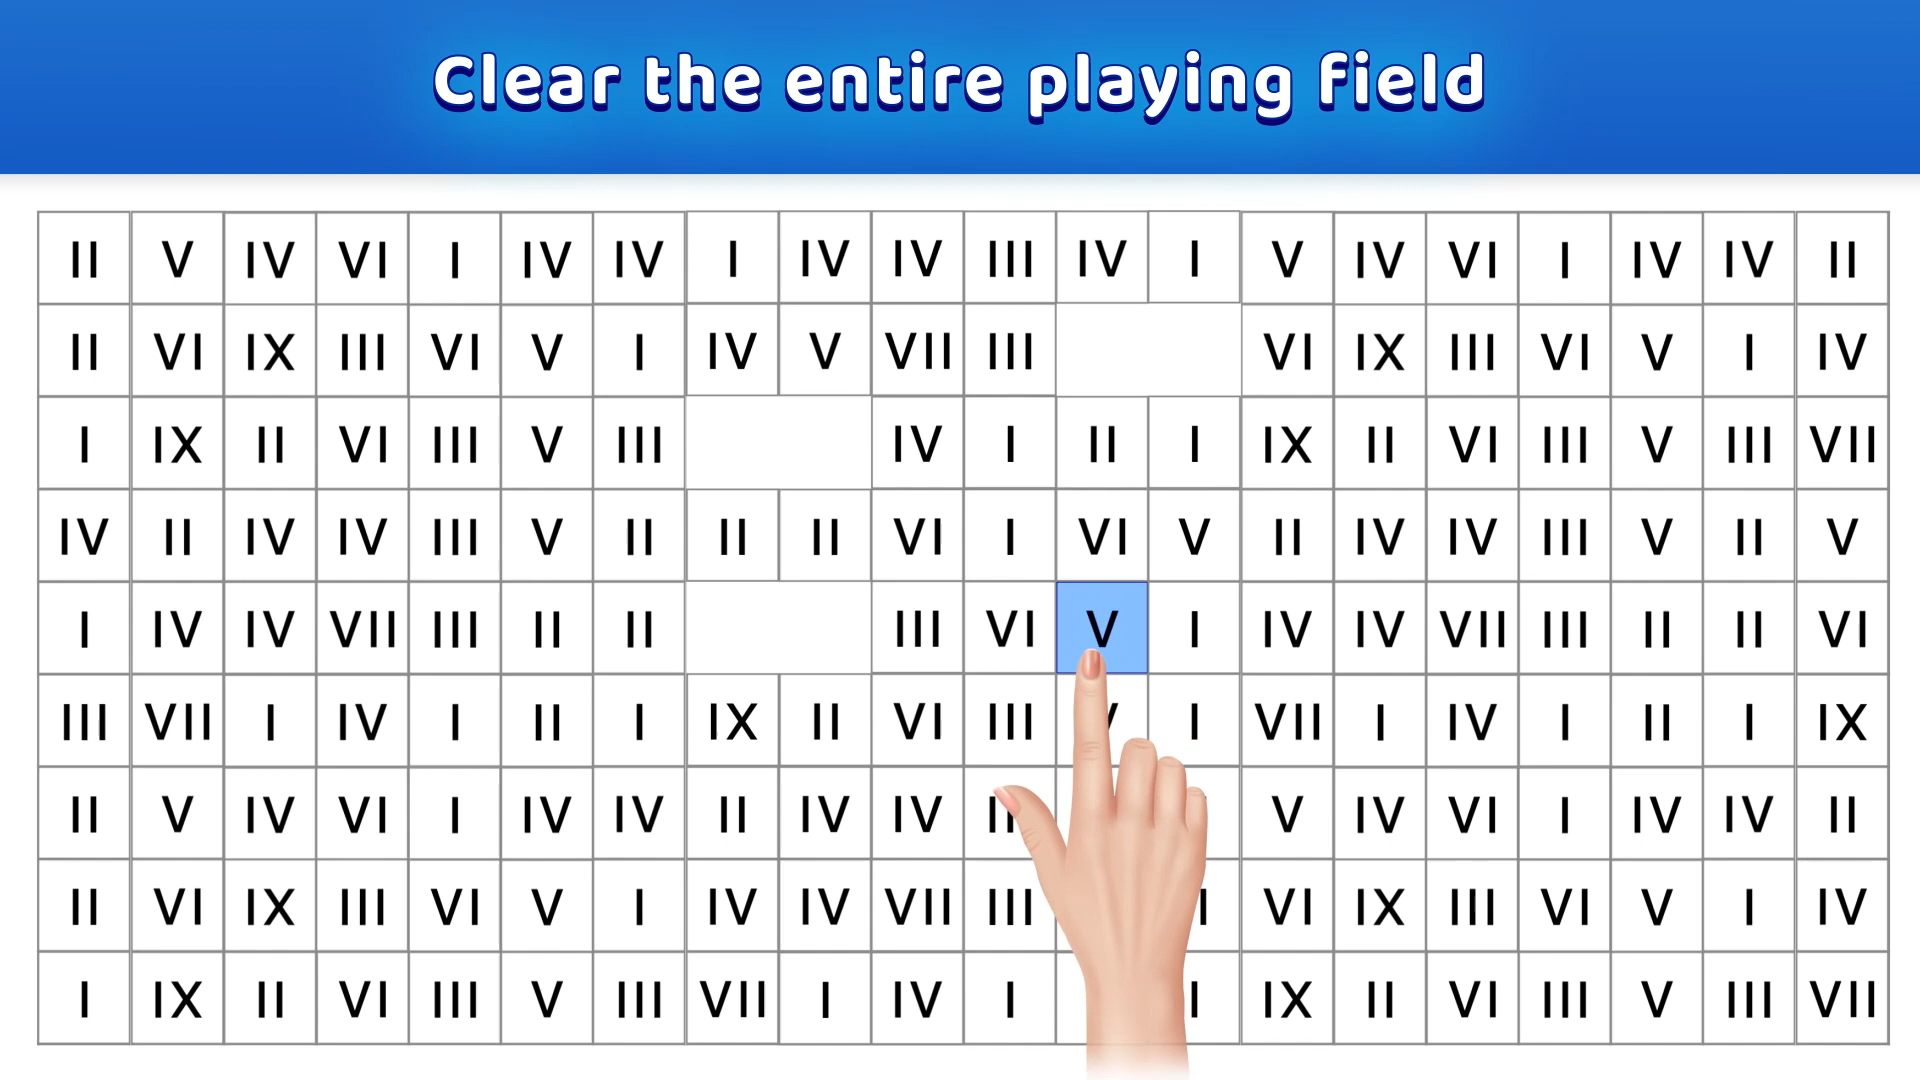 Clear the entire playing field
II V IV VI I IV IV I IV IV III IV I V IV VI I IV IV II
II VI IX III VI V I IV V VII III VI IX III VI V I IV
I IX II VI III V III IV I II I IX II VI III V III VII
IV II IV IV III V II II II VI I VI V II IV IV III V II V
I IV IV VII III II II III VI V I IV IV VII III II II VI
III VII I IV I II I IX II VI III I VII I IV I II I IX
II V IV VI I IV IV II IV IV V IV VI I IV IV II
II VI IX III VI V I IV IV VII III VI IX III VI V I IV
I IX II VI III V III VII I IV I IX II VI III V III VII